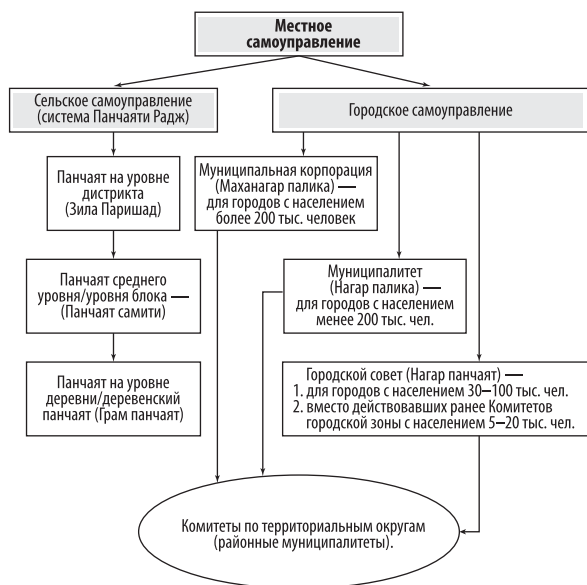 Местное
самоуправление
Сельское самоуправление
(система Панчаяти Радж)
Городское самоуправление
Панчаят на уровне
дистрикта
(Зила Паришад)
Муниципальная корпорация
(Маханагар палика) —
для городов с населением
более 200 тыс. человек
Панчаят среднего
уровня/уровня блока —
(Панчаят самити)
Муниципалитет
(Нагар палика) —
для городов с населением
менее 200 тыс. чел.
Панчаят на уровне
деревни/деревенский
панчаят (Грам панчаят)
Городской совет (Нагар панчаят) —
1. для городов с населением 30—100 тыс. чел.
2. вместо действовавших ранее Комитетов
городской зоны с населением 5—20 тыс. чел.
Комитеты по территориальным округам
(районные муниципалитеты).